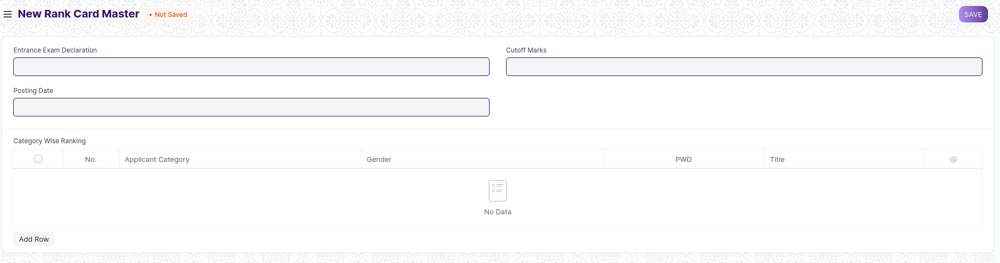 New Rank Card Master
• Not Saved
SAVE
Entrance Exam Declaration
Cutoff Marks
Posting Date
Category Wise Ranking
No.
Applicant Category
Gender
PWD
Title
No Data
Add Row